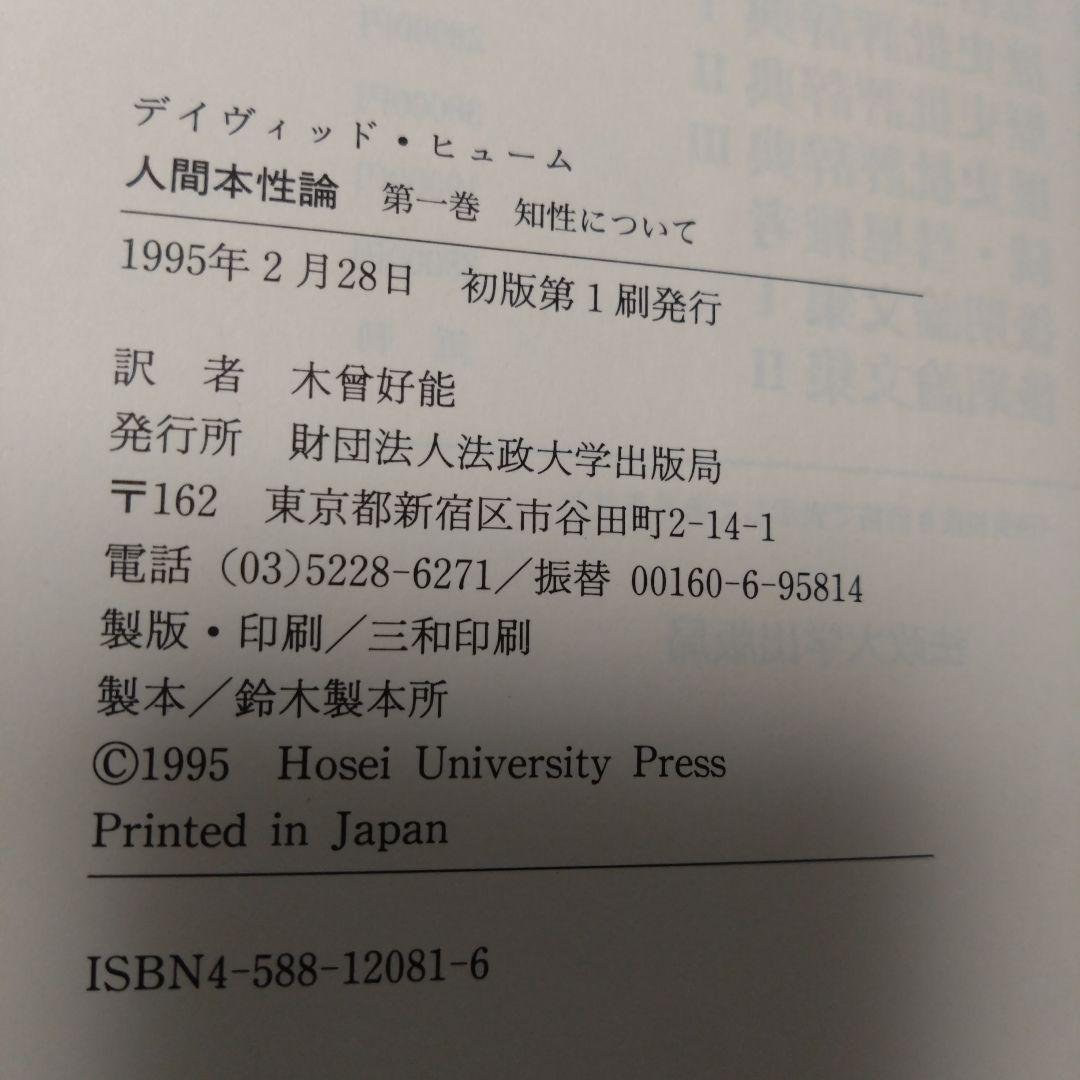 デイヴィッド・ヒューム
人間本性論 第一巻 知性について
1995年2月28日 初版第1刷発行
訳 者 木曾好能
発行所 財団法人法政大学出版局
〒162 東京都新宿区市谷田町2-14-1
電話 (03)5228-6271／振替 00160-6-95814
製版・印刷／三和印刷
製本／鈴木製本所
©1995 Hosei University Press
Printed in Japan
ISBN4-588-12081-6